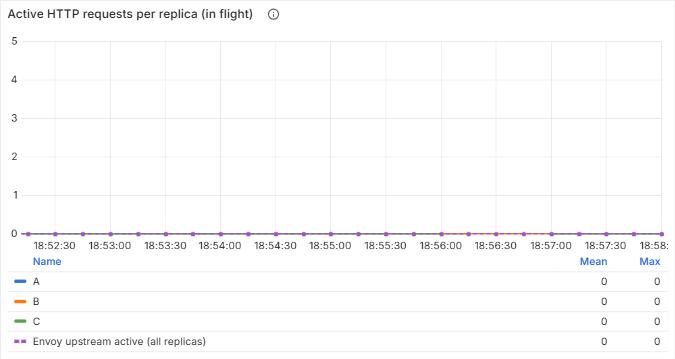 Active HTTP requests per replica (in flight)
5
4
3
2
1
0
18:52:30 18:53:00 18:53:30 18:54:00 18:54:30 18:55:00 18:55:30 18:56:00 18:56:30 18:57:00 18:57:30 18:58:
Name Mean Max
A 0 0
B 0 0
C 0 0
Envoy upstream active (all replicas) 0 0